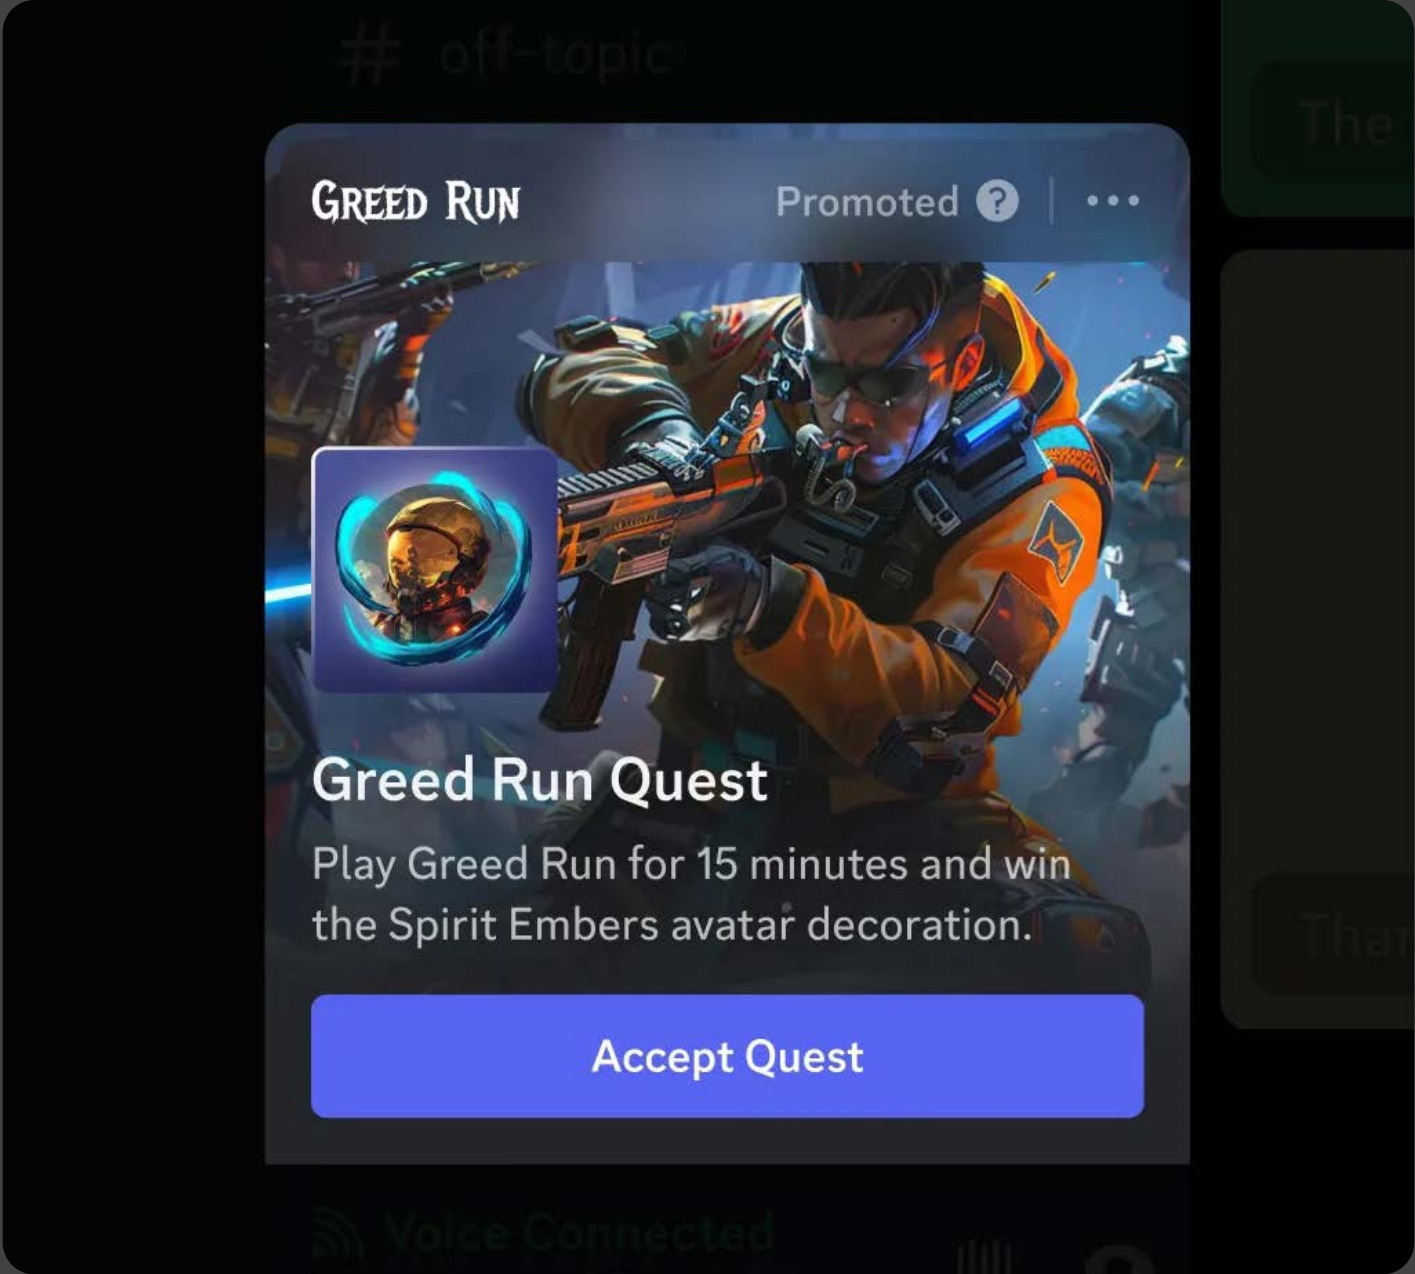 # off-topic
GREED RUN
Promoted ?
The
Greed Run Quest
Play Greed Run for 15 minutes and win
the Spirit Embers avatar decoration.
Accept Quest
Voice Connected